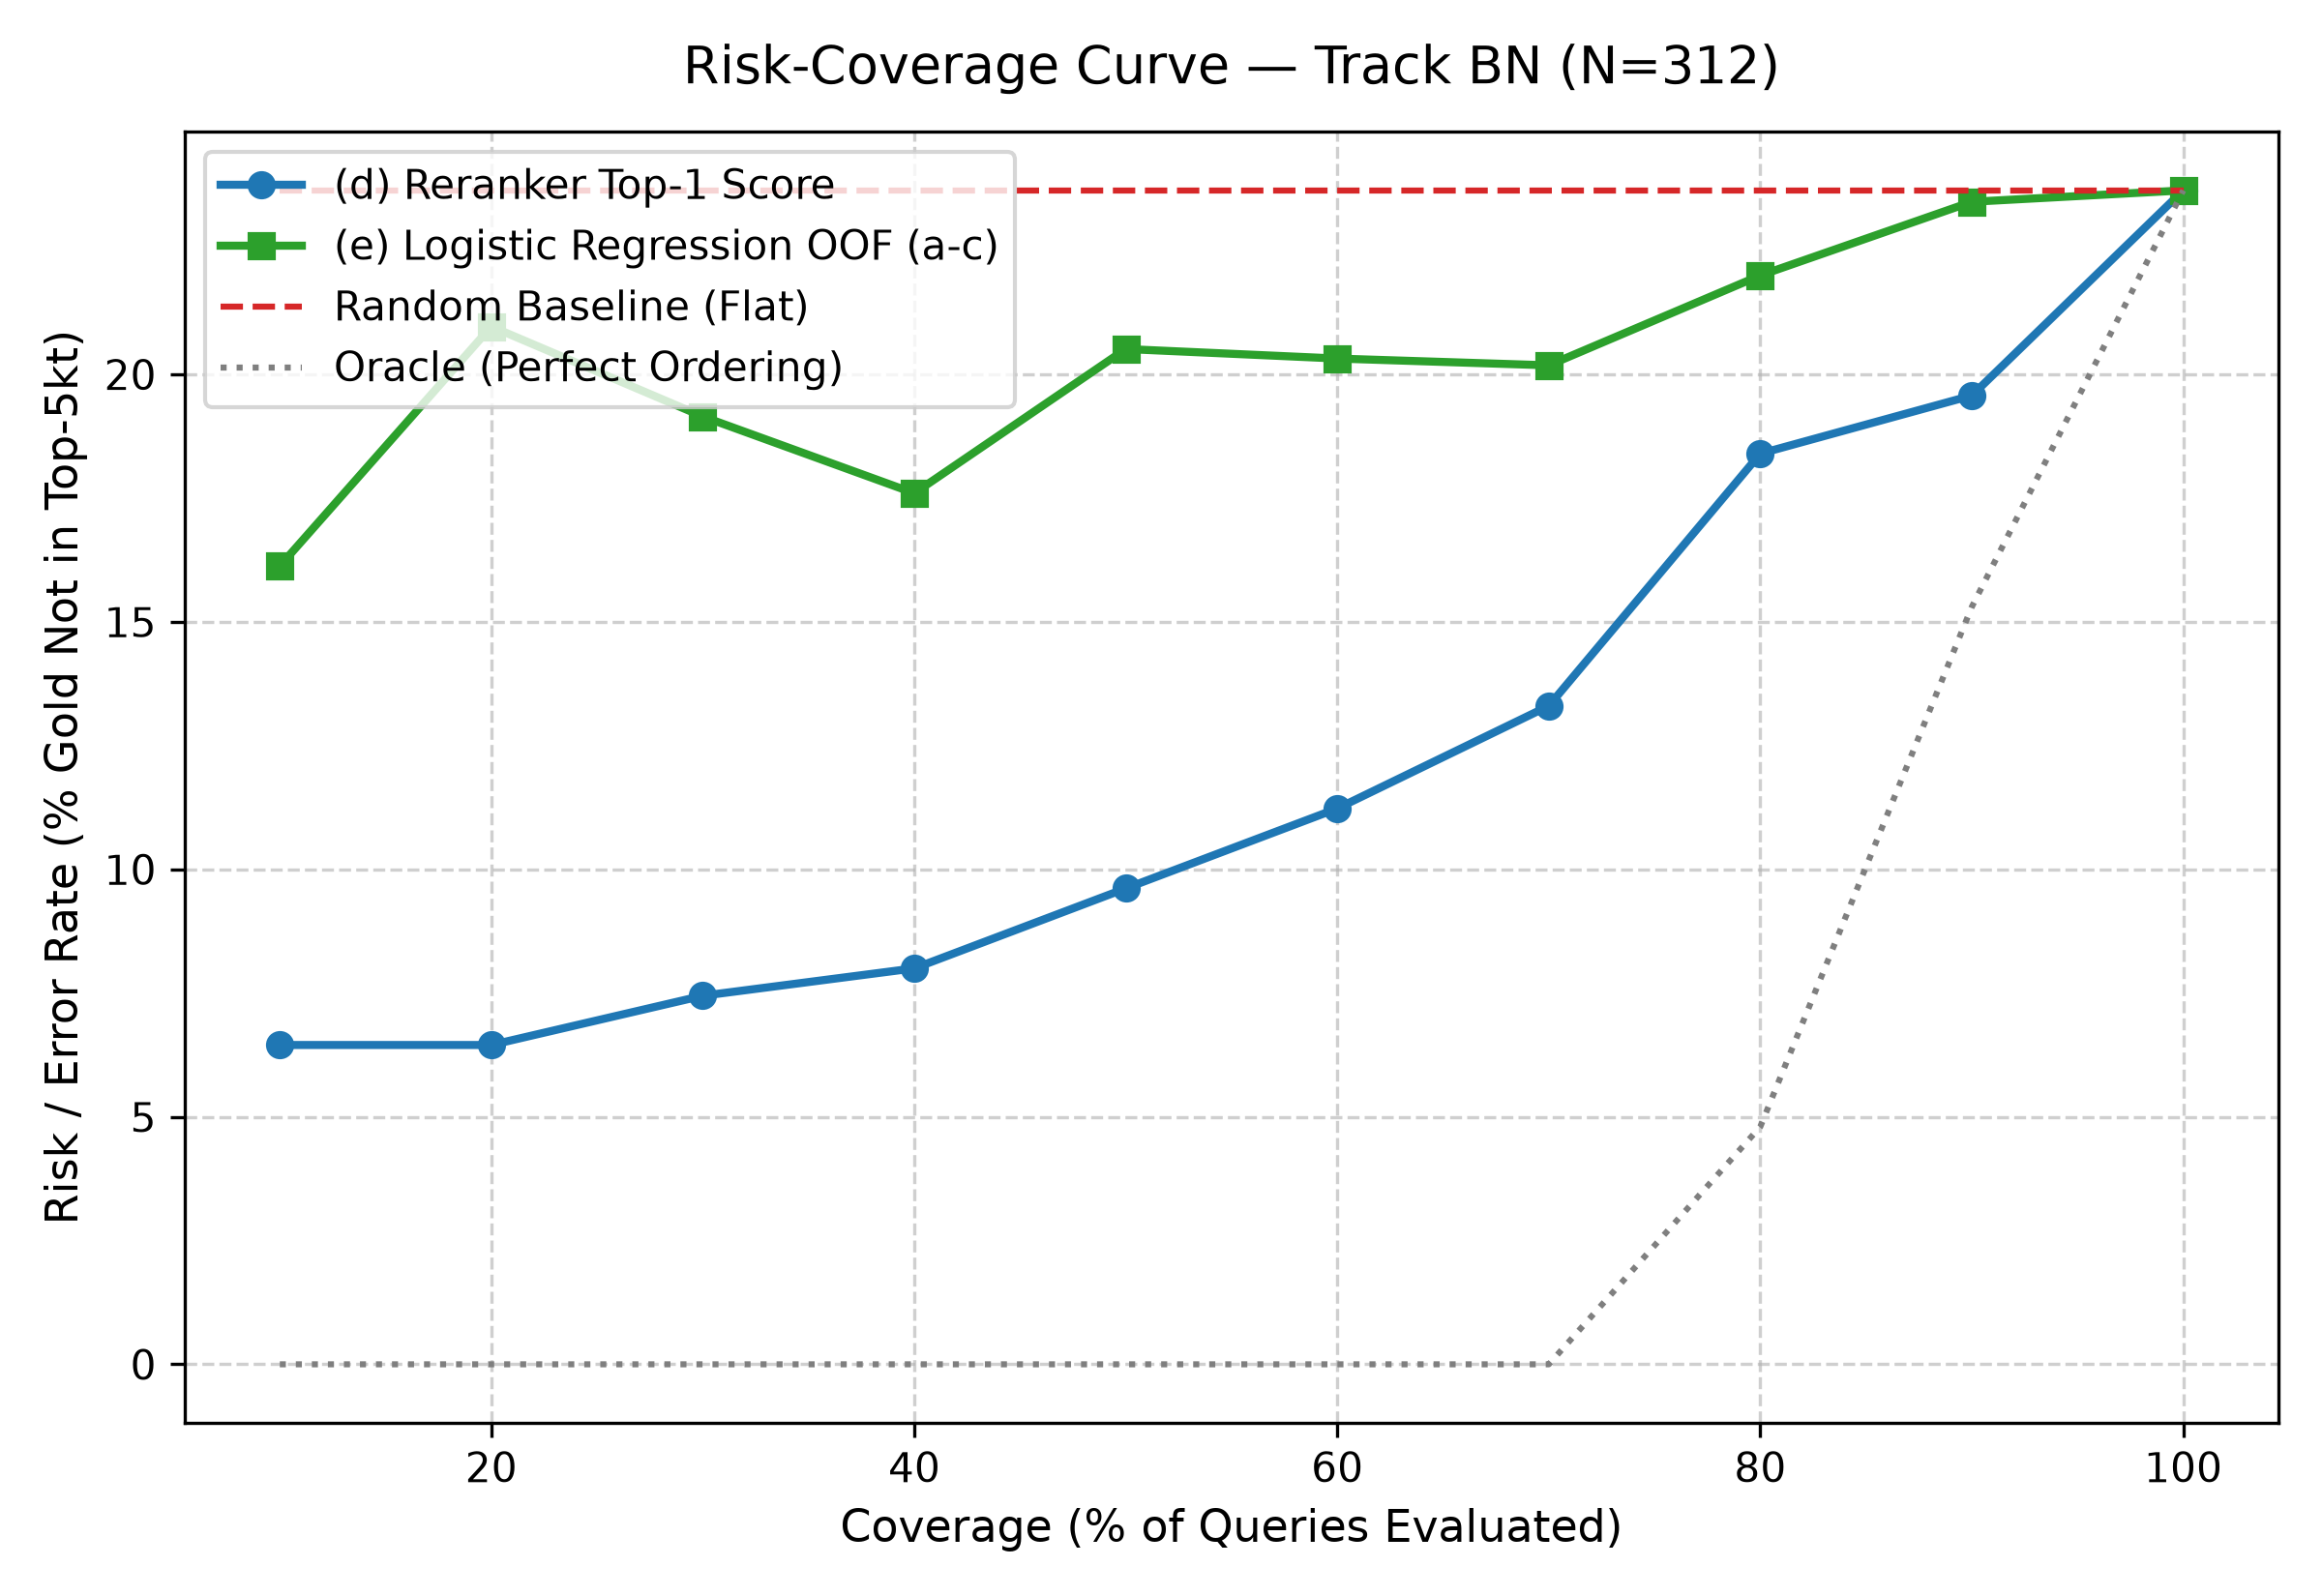 Risk-Coverage Curve — Track BN (N=312)
(d) Reranker Top-1 Score
(e) Logistic Regression OOF (a-c)
Random Baseline (Flat)
Oracle (Perfect Ordering)
Risk / Error Rate (% Gold Not in Top-5kt)
20
15
10
5
0
20 40 60 80 100
Coverage (% of Queries Evaluated)